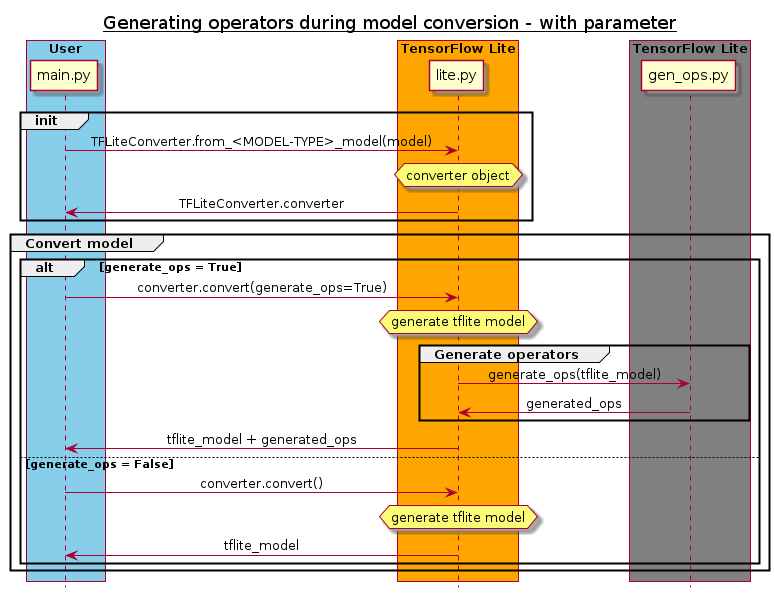 Generating operators during model conversion - with parameter
User
TensorFlow Lite
TensorFlow Lite
main.py
lite.py
gen_ops.py
init
TFLiteConverter.from_<MODEL-TYPE>_model(model)
converter object
TFLiteConverter.converter
Convert model
alt
[generate_ops = True]
converter.convert(generate_ops=True)
generate tflite model
Generate operators
generate_ops(tflite_model)
generated_ops
tflite_model + generated_ops
[generate_ops = False]
converter.convert()
generate tflite model
tflite_model